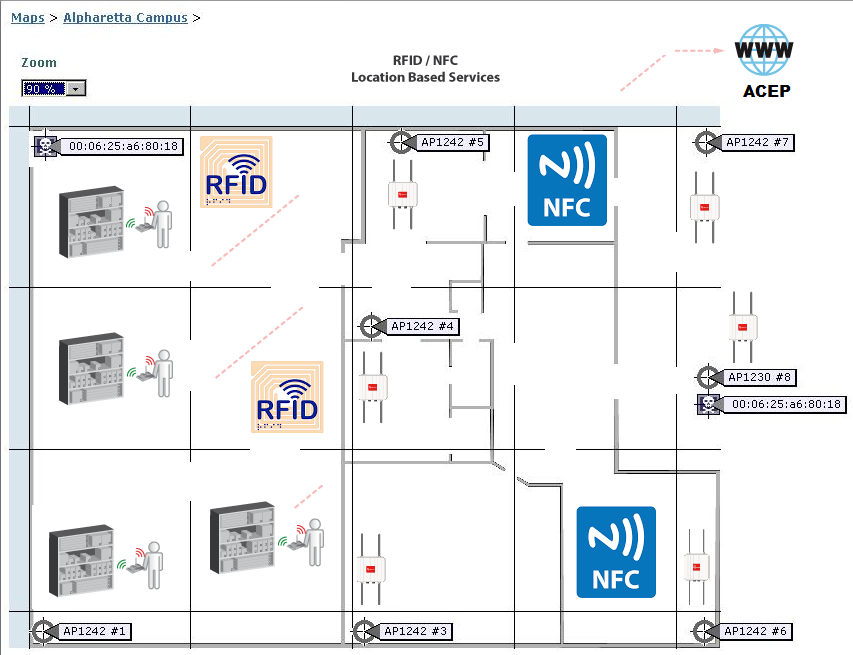 Maps > Alpharetta Campus >
Zoom
90 %
RFID / NFC
Location Based Services
WWW
ACEP
00:06:25:a6:80:18
RFID
AP1242 #5
NFC
AP1242 #7
AP1242 #4
RFID
AP1230 #8
00:06:25:a6:80:18
NFC
AP1242 #1
AP1242 #3
AP1242 #6